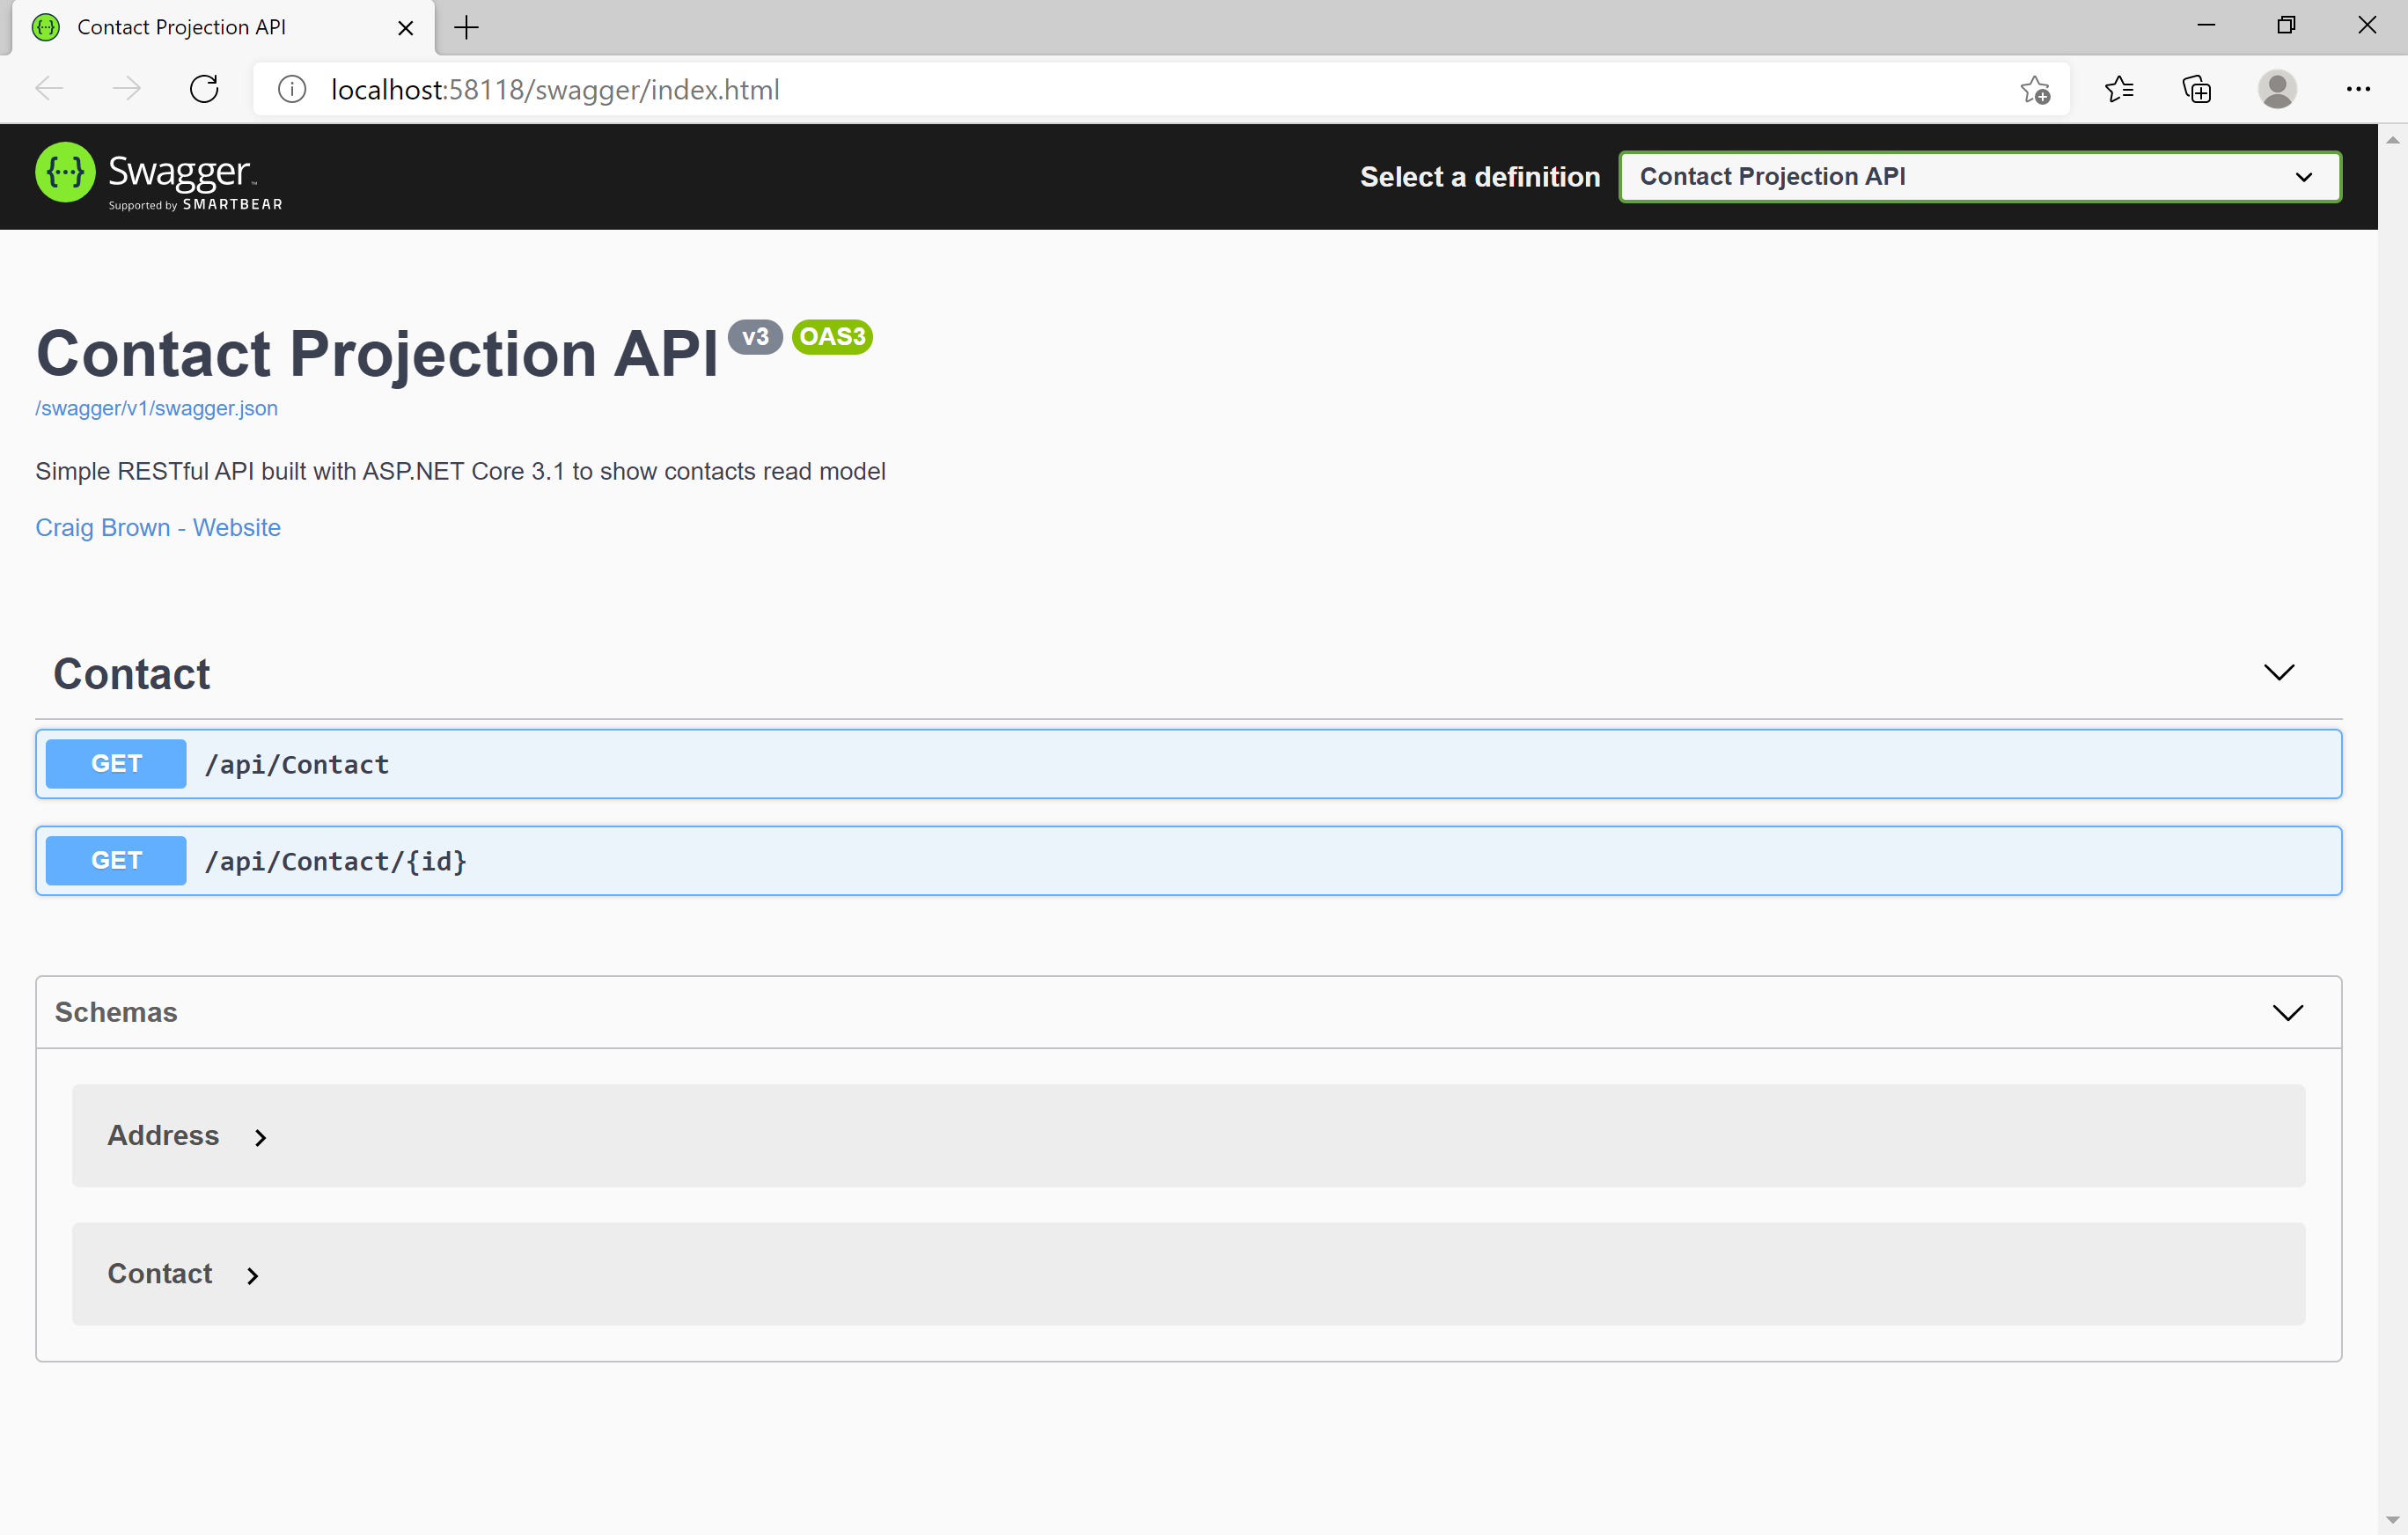 Contact Projection API
localhost:58118/swagger/index.html
{···} Swagger™
Supported by SMARTBEAR
Select a definition
Contact Projection API
Contact Projection API v3 OAS3
/swagger/v1/swagger.json
Simple RESTful API built with ASP.NET Core 3.1 to show contacts read model
Craig Brown - Website
Contact
GET /api/Contact
GET /api/Contact/{id}
Schemas
Address
Contact